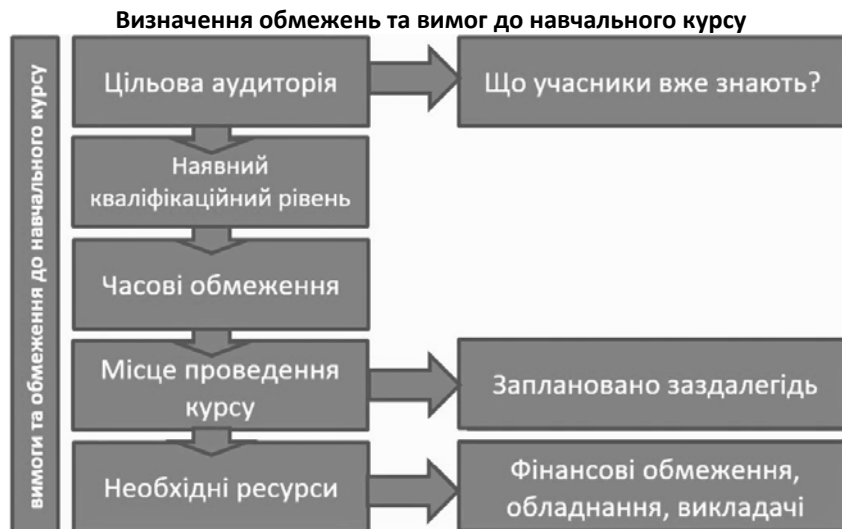 Визначення обмежень та вимог до навчального курсу
вимоги та обмеження до навчального курсу
Цільова аудиторія
Що учасники вже знають?
Наявний
кваліфікаційний рівень
Часові обмеження
Місце проведення
курсу
Заплановано заздалегідь
Необхідні ресурси
Фінансові обмеження,
обладнання, викладачі